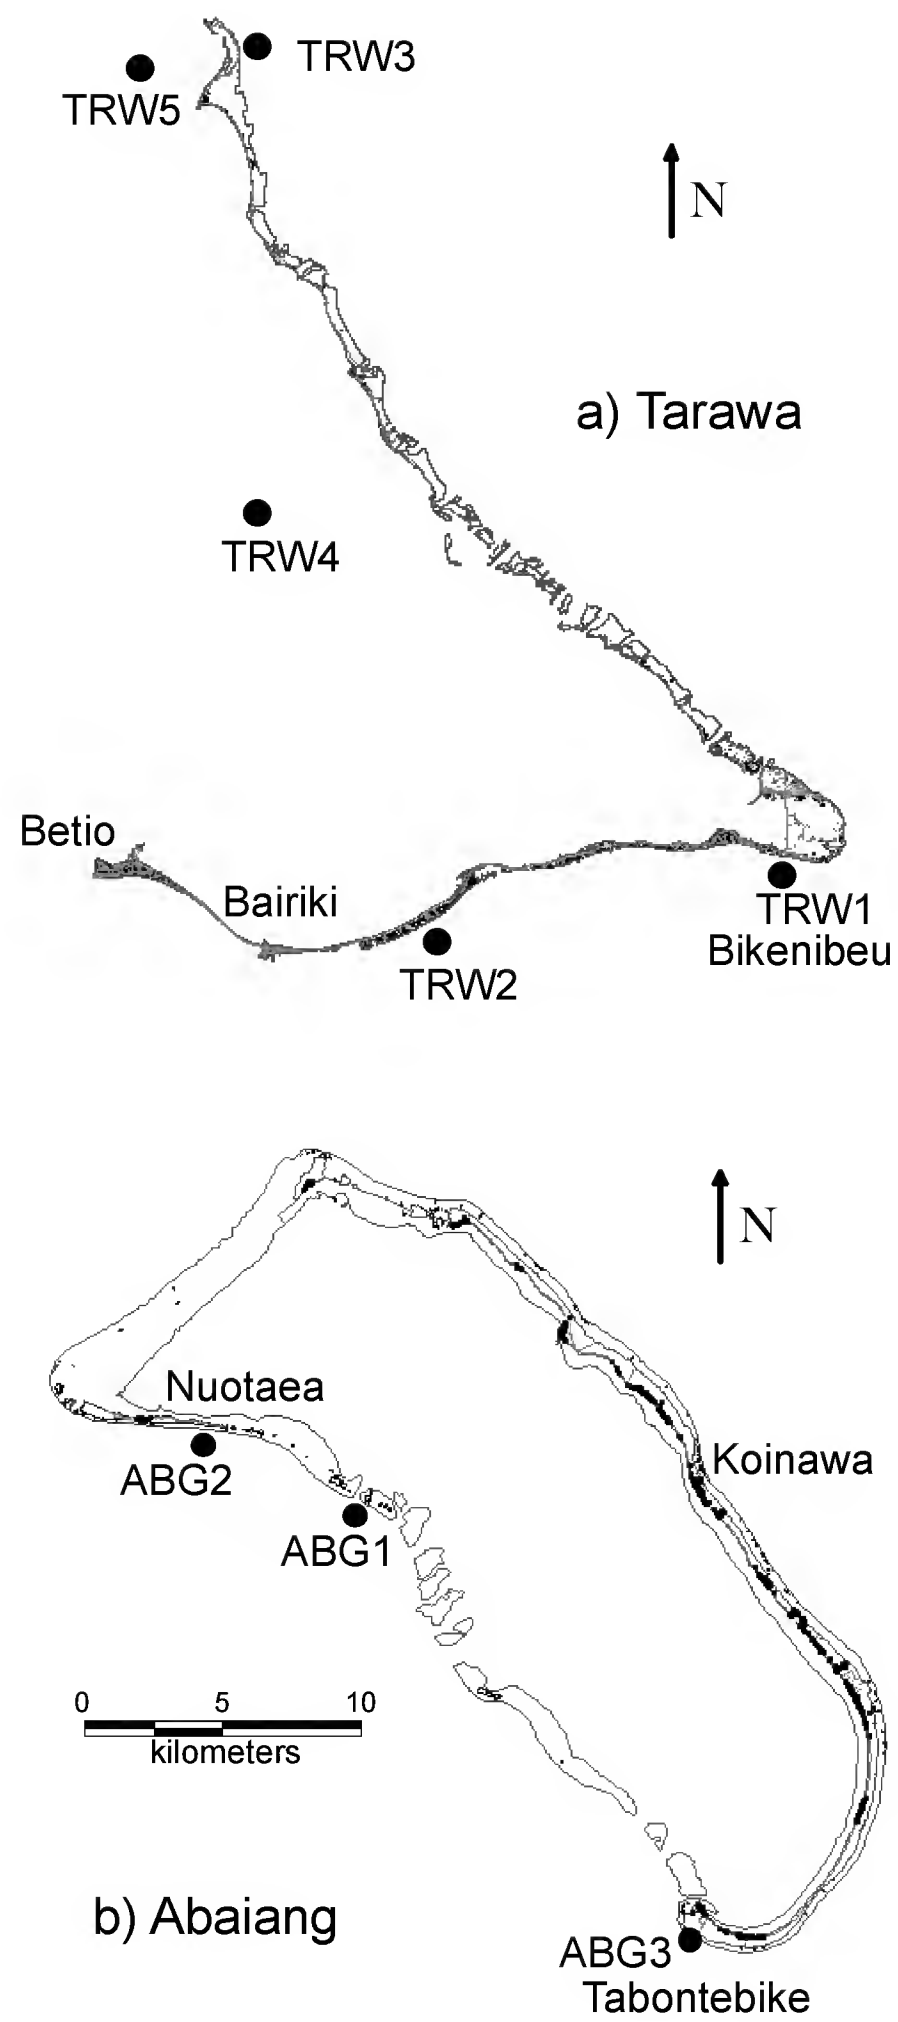 TRW3
TRW5
N
a) Tarawa
TRW4
Betio
Bairiki
TRW1
Bikenibeu
TRW2
N
Nuotaea
Koinawa
ABG2
ABG1
0 5 10
kilometers
b) Abaiang
ABG3
Tabontebike